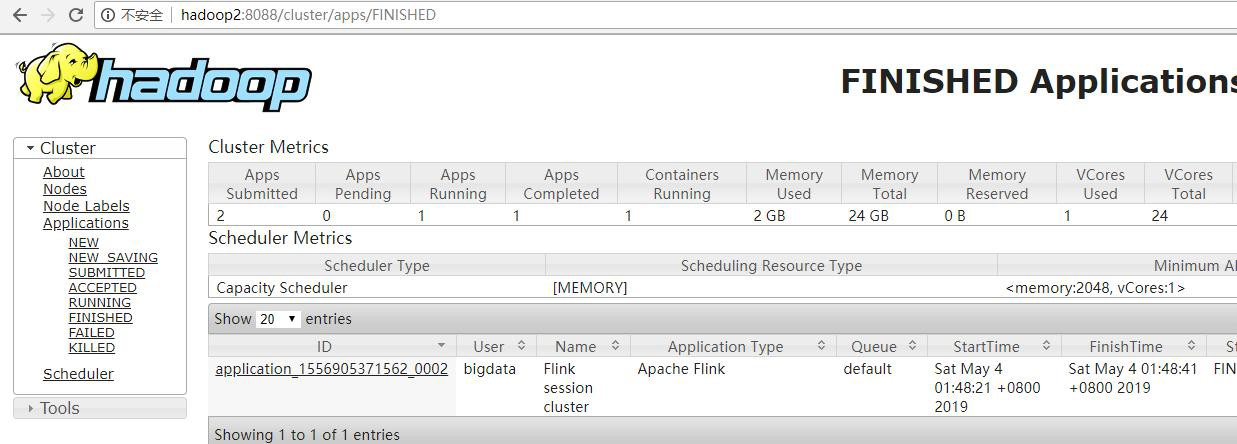 不安全 hadoop2:8088/cluster/apps/FINISHED
hadoop
FINISHED Applications
Cluster
About
Nodes
Node Labels
Applications
NEW
NEW_SAVING
SUBMITTED
ACCEPTED
RUNNING
FINISHED
FAILED
KILLED
Scheduler
Tools
Cluster Metrics
Apps Submitted Apps Pending Apps Running Apps Completed Containers Running Memory Used Memory Total Memory Reserved VCores Used VCores Total
2 0 1 1 1 2 GB 24 GB 0 B 1 24
Scheduler Metrics
Scheduler Type Scheduling Resource Type Minimum Al
Capacity Scheduler [MEMORY] <memory:2048, vCores:1>
Show 20 entries
ID User Name Application Type Queue StartTime FinishTime St
application_1556905371562_0002 bigdata Flink Apache Flink default Sat May 4 Sat May 4 01:48:41 FIN
session 01:48:21 +0800 +0800 2019
cluster 2019
Showing 1 to 1 of 1 entries